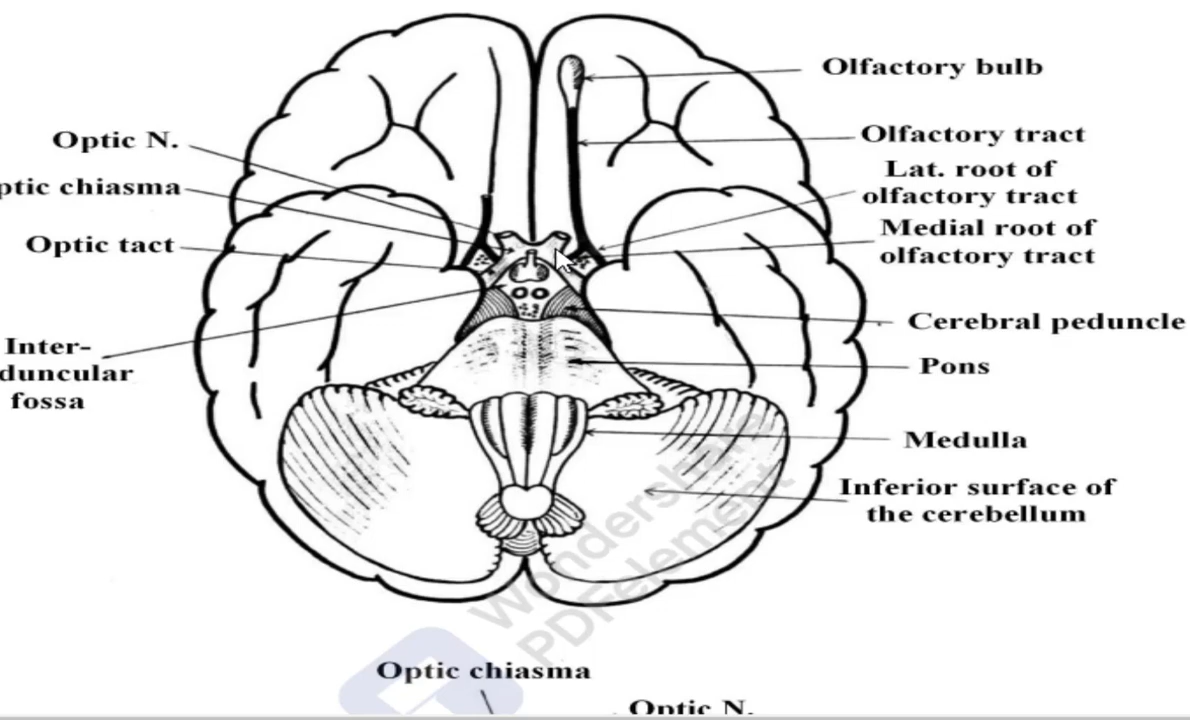 Olfactory bulb
Optic N.
Olfactory tract
Lat. root of
olfactory tract
ptic chiasma
Medial root of
olfactory tract
Optic tact
Cerebral peduncle
Inter-
duncular
fossa
Pons
Medulla
Inferior surface of
the cerebellum
Wondershare
PDFelement
Optic chiasma
Optic N.